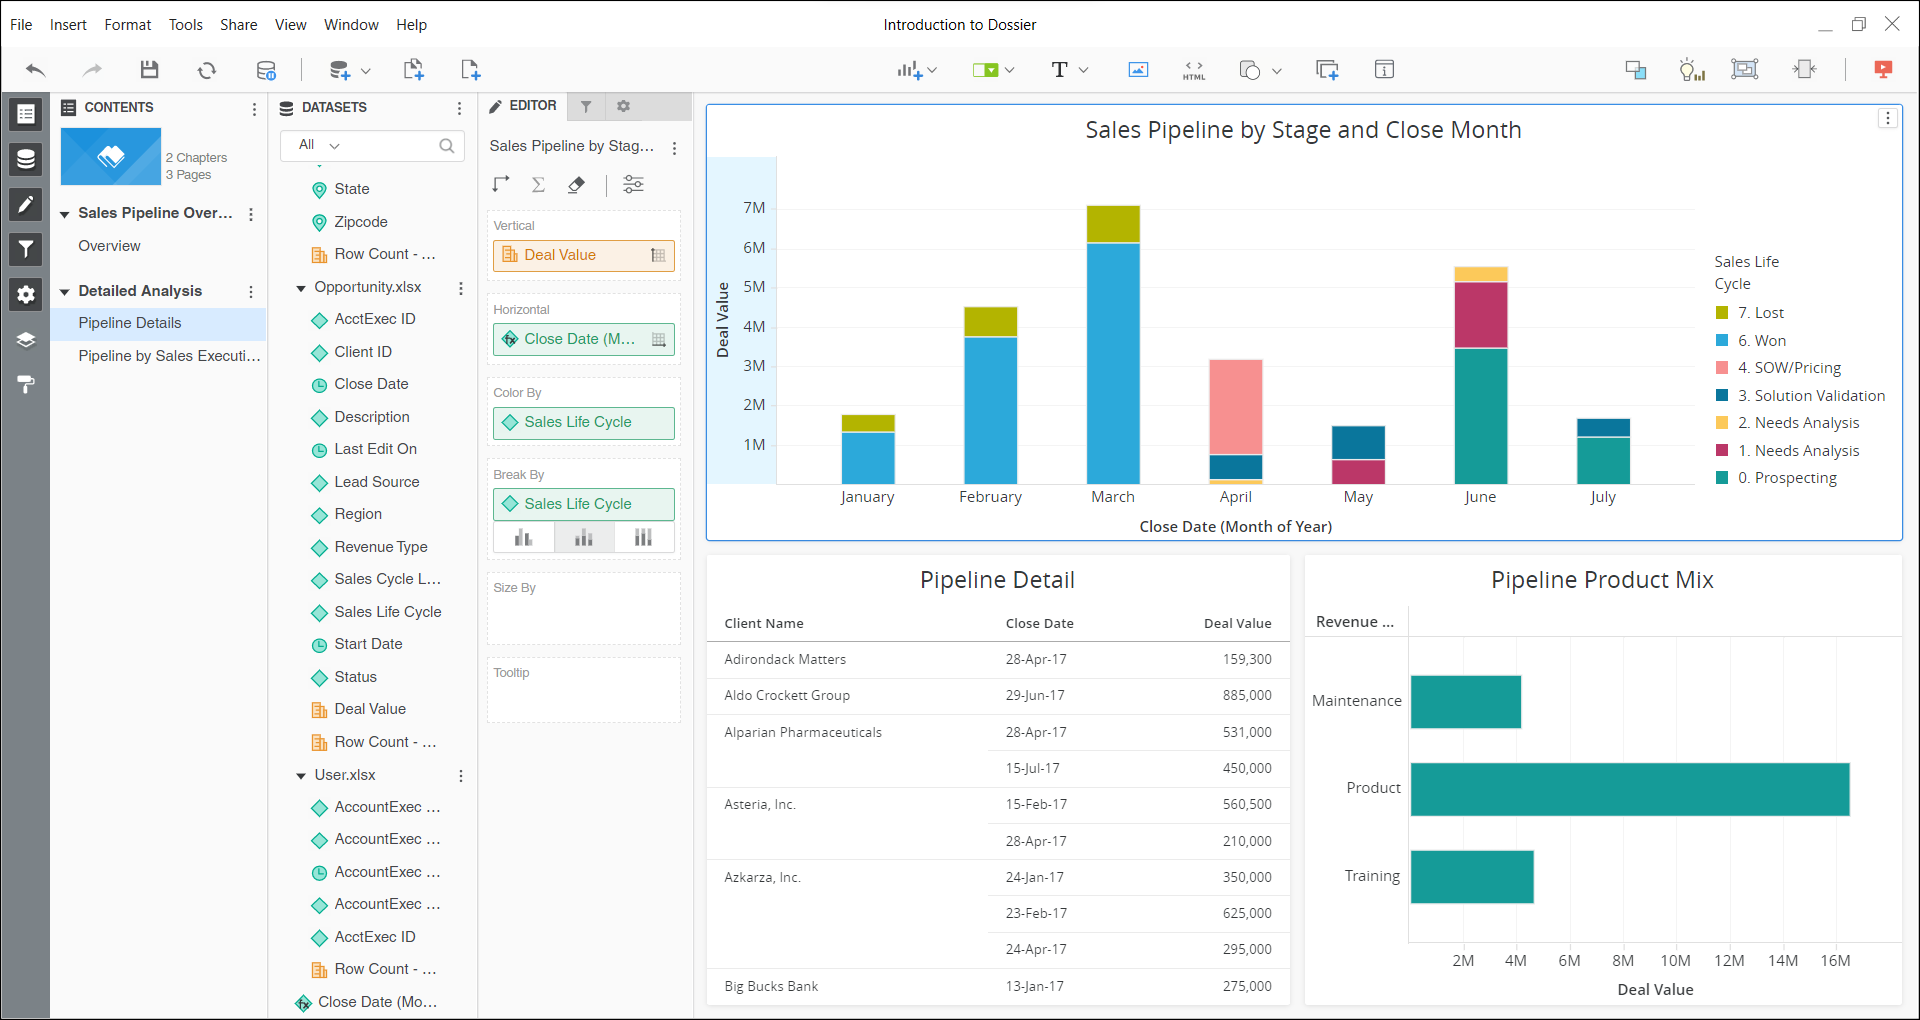 File Insert Format Tools Share View Window Help
Introduction to Dossier
T
HTML
CONTENTS
2 Chapters
3 Pages
Sales Pipeline Over...
Overview
Detailed Analysis
Pipeline Details
Pipeline by Sales Executi...
DATASETS
All
State
Zipcode
Row Count - ...
Opportunity.xlsx
AcctExec ID
Client ID
Close Date
Description
Last Edit On
Lead Source
Region
Revenue Type
Sales Cycle L...
Sales Life Cycle
Start Date
Status
Deal Value
Row Count - ...
User.xlsx
AccountExec ...
AccountExec ...
AccountExec ...
AccountExec ...
AcctExec ID
Row Count - ...
fx Close Date (Mo...
EDITOR
Sales Pipeline by Stag...
Σ
Vertical
Deal Value
Horizontal
fx Close Date (M...
Color By
Sales Life Cycle
Break By
Sales Life Cycle
Size By
Tooltip
Sales Pipeline by Stage and Close Month
Deal Value
7M
6M
5M
4M
3M
2M
1M
January February March April May June July
Close Date (Month of Year)
Sales Life
Cycle
7. Lost
6. Won
4. SOW/Pricing
3. Solution Validation
2. Needs Analysis
1. Needs Analysis
0. Prospecting
Pipeline Detail
Client Name Close Date Deal Value
Adirondack Matters 28-Apr-17 159,300
Aldo Crockett Group 29-Jun-17 885,000
Alparian Pharmaceuticals 28-Apr-17 531,000
15-Jul-17 450,000
Asteria, Inc. 15-Feb-17 560,500
28-Apr-17 210,000
Azkarza, Inc. 24-Jan-17 350,000
23-Feb-17 625,000
24-Apr-17 295,000
Big Bucks Bank 13-Jan-17 275,000
Pipeline Product Mix
Revenue ...
Maintenance
Product
Training
2M 4M 6M 8M 10M 12M 14M 16M
Deal Value